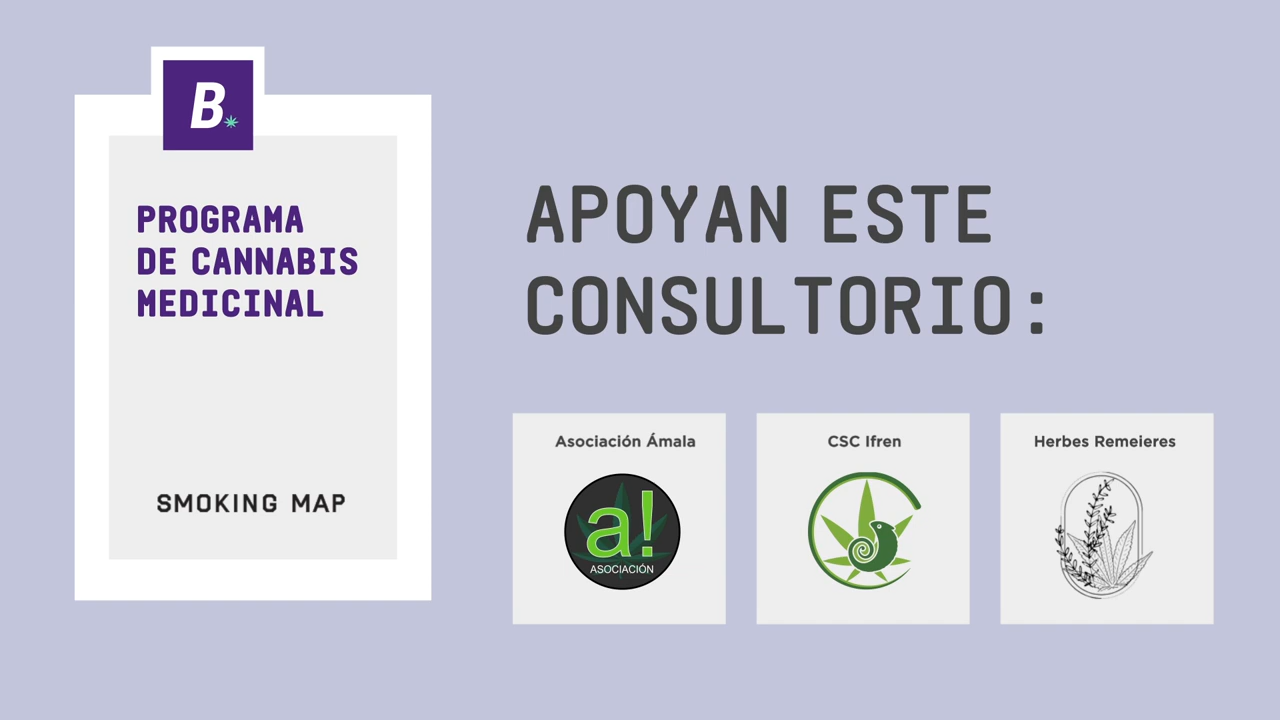 B
PROGRAMA
DE CANNABIS
MEDICINAL
SMOKING MAP
APOYAN ESTE
CONSULTORIO:
Asociación Ámala
a!
ASOCIACIÓN
CSC Ifren
Herbes Remeieres